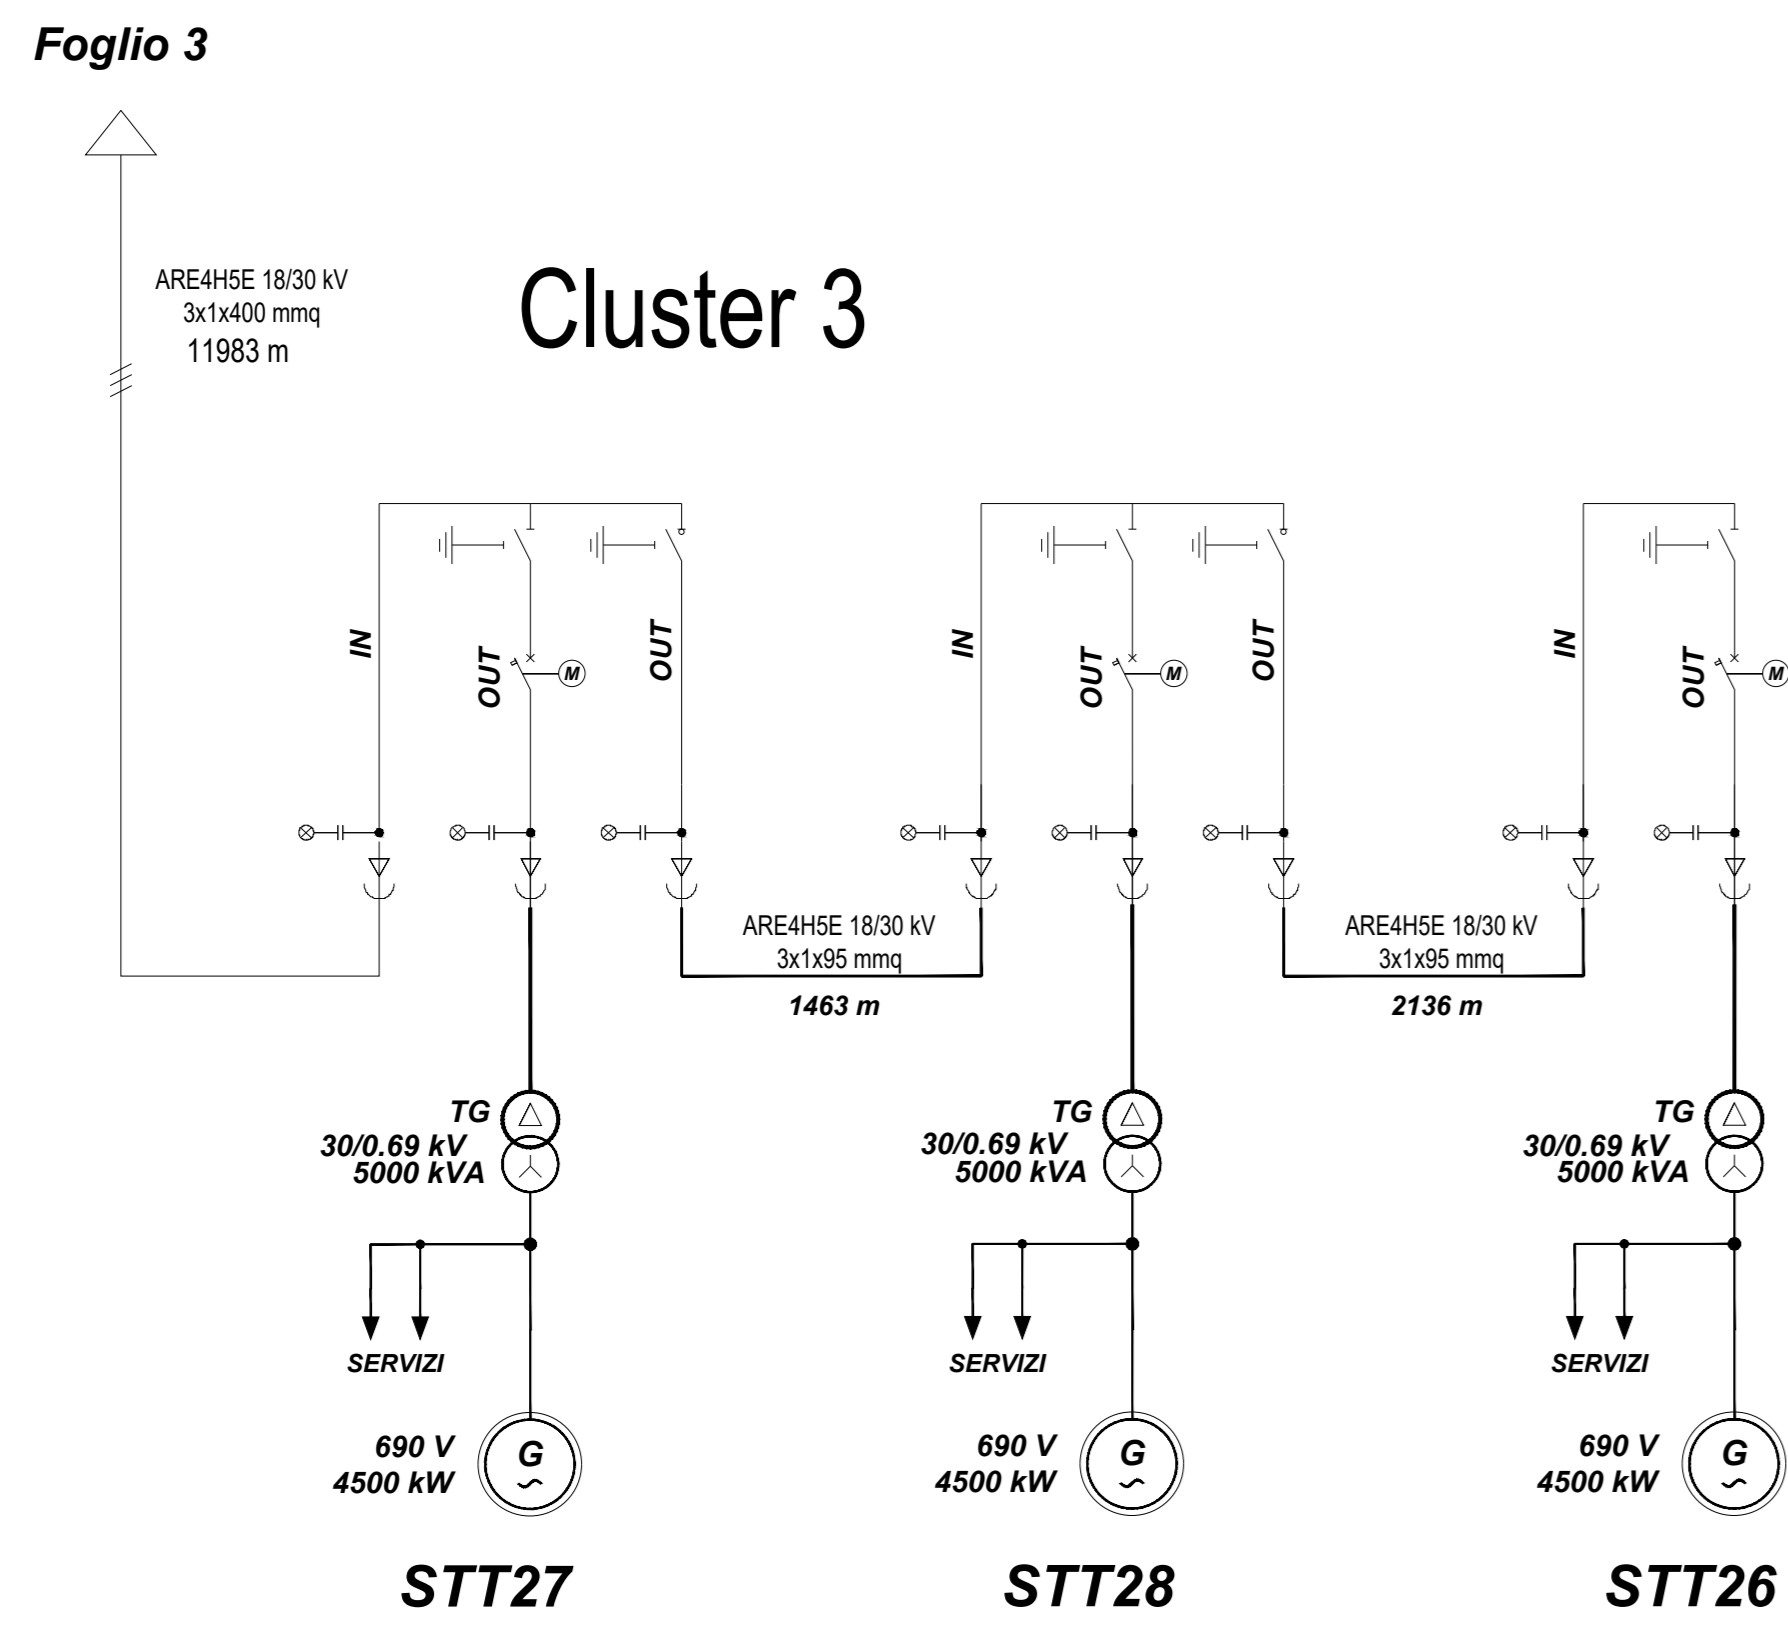 Foglio 3
ARE4H5E 18/30 kV
3x1x400 mmq
11983 m
Cluster 3
IN
OUT
M
OUT
IN
OUT
M
OUT
IN
OUT
M
ARE4H5E 18/30 kV
3x1x95 mmq
1463 m
ARE4H5E 18/30 kV
3x1x95 mmq
2136 m
TG
30/0.69 kV
5000 kVA
TG
30/0.69 kV
5000 kVA
TG
30/0.69 kV
5000 kVA
SERVIZI
SERVIZI
SERVIZI
690 V
4500 kW
G
690 V
4500 kW
G
690 V
4500 kW
G
STT27
STT28
STT26